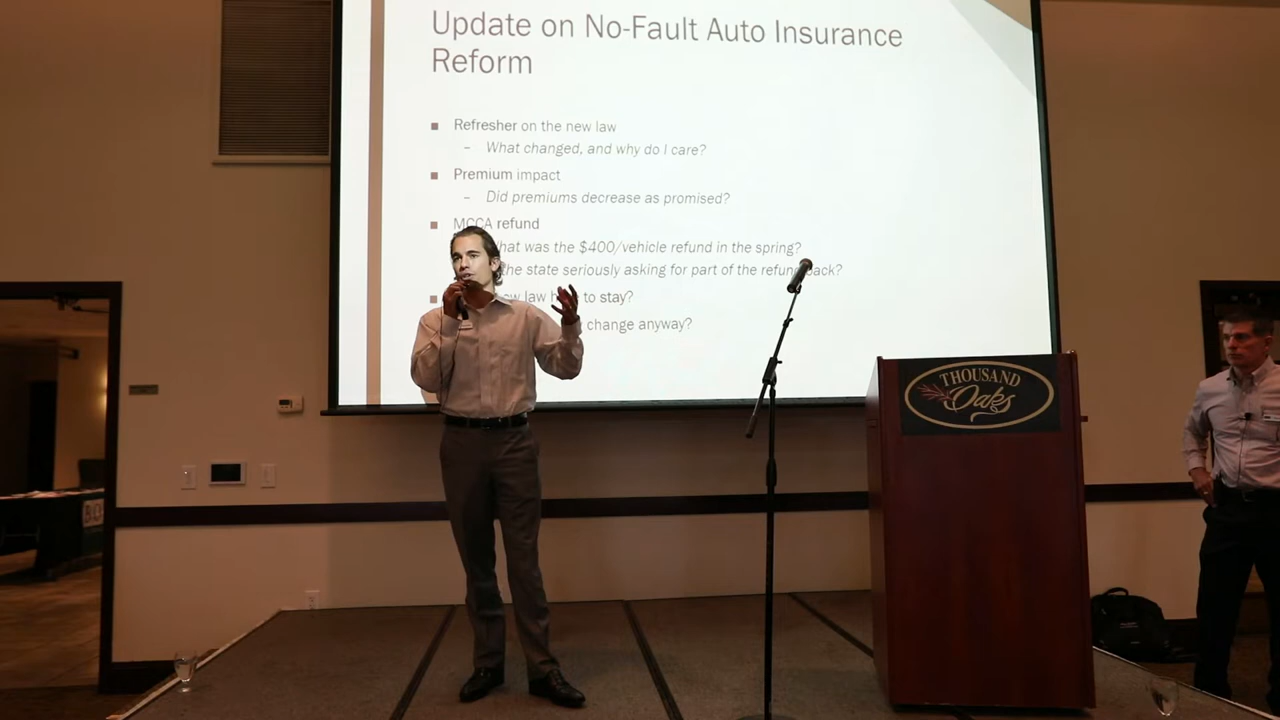 Update on No-Fault Auto Insurance
Reform
Refresher on the new law
– What changed, and why do I care?
Premium impact
– Did premiums decrease as promised?
MCCA refund
was the $400/vehicle refund in the spring?
the state seriously asking for part of the refund back?
law to stay?
change anyway?
THOUSAND
Oaks